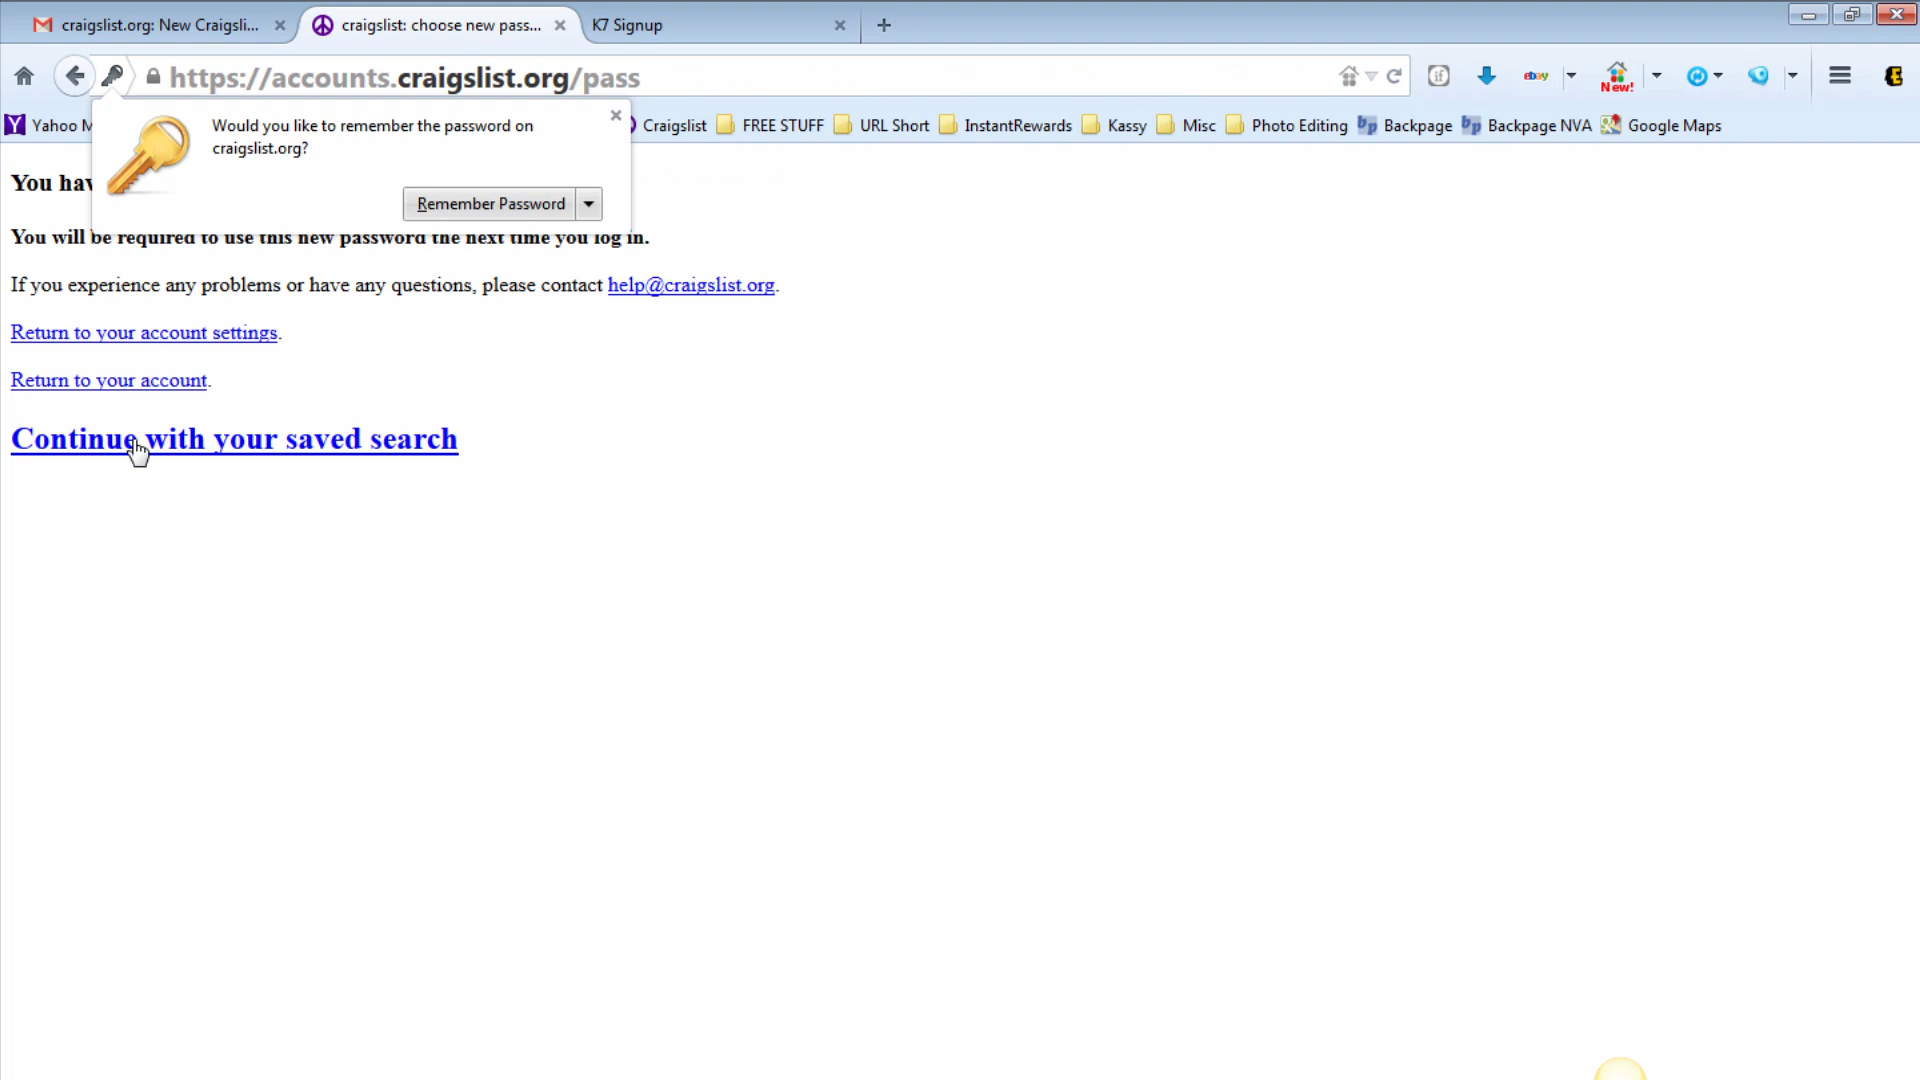 craigslist.org: New Craigsli...
craigslist: choose new pass...
K7 Signup
https://accounts.craigslist.org/pass
ebay
New!
Yahoo M
Craigslist
FREE STUFF
URL Short
InstantRewards
Kassy
Misc
Photo Editing
bp Backpage
bp Backpage NVA
Google Maps
Would you like to remember the password on
craigslist.org?
Remember Password
You hav
You will be required to use this new password the next time you log in.
If you experience any problems or have any questions, please contact help@craigslist.org.
Return to your account settings.
Return to your account.
Continue with your saved search